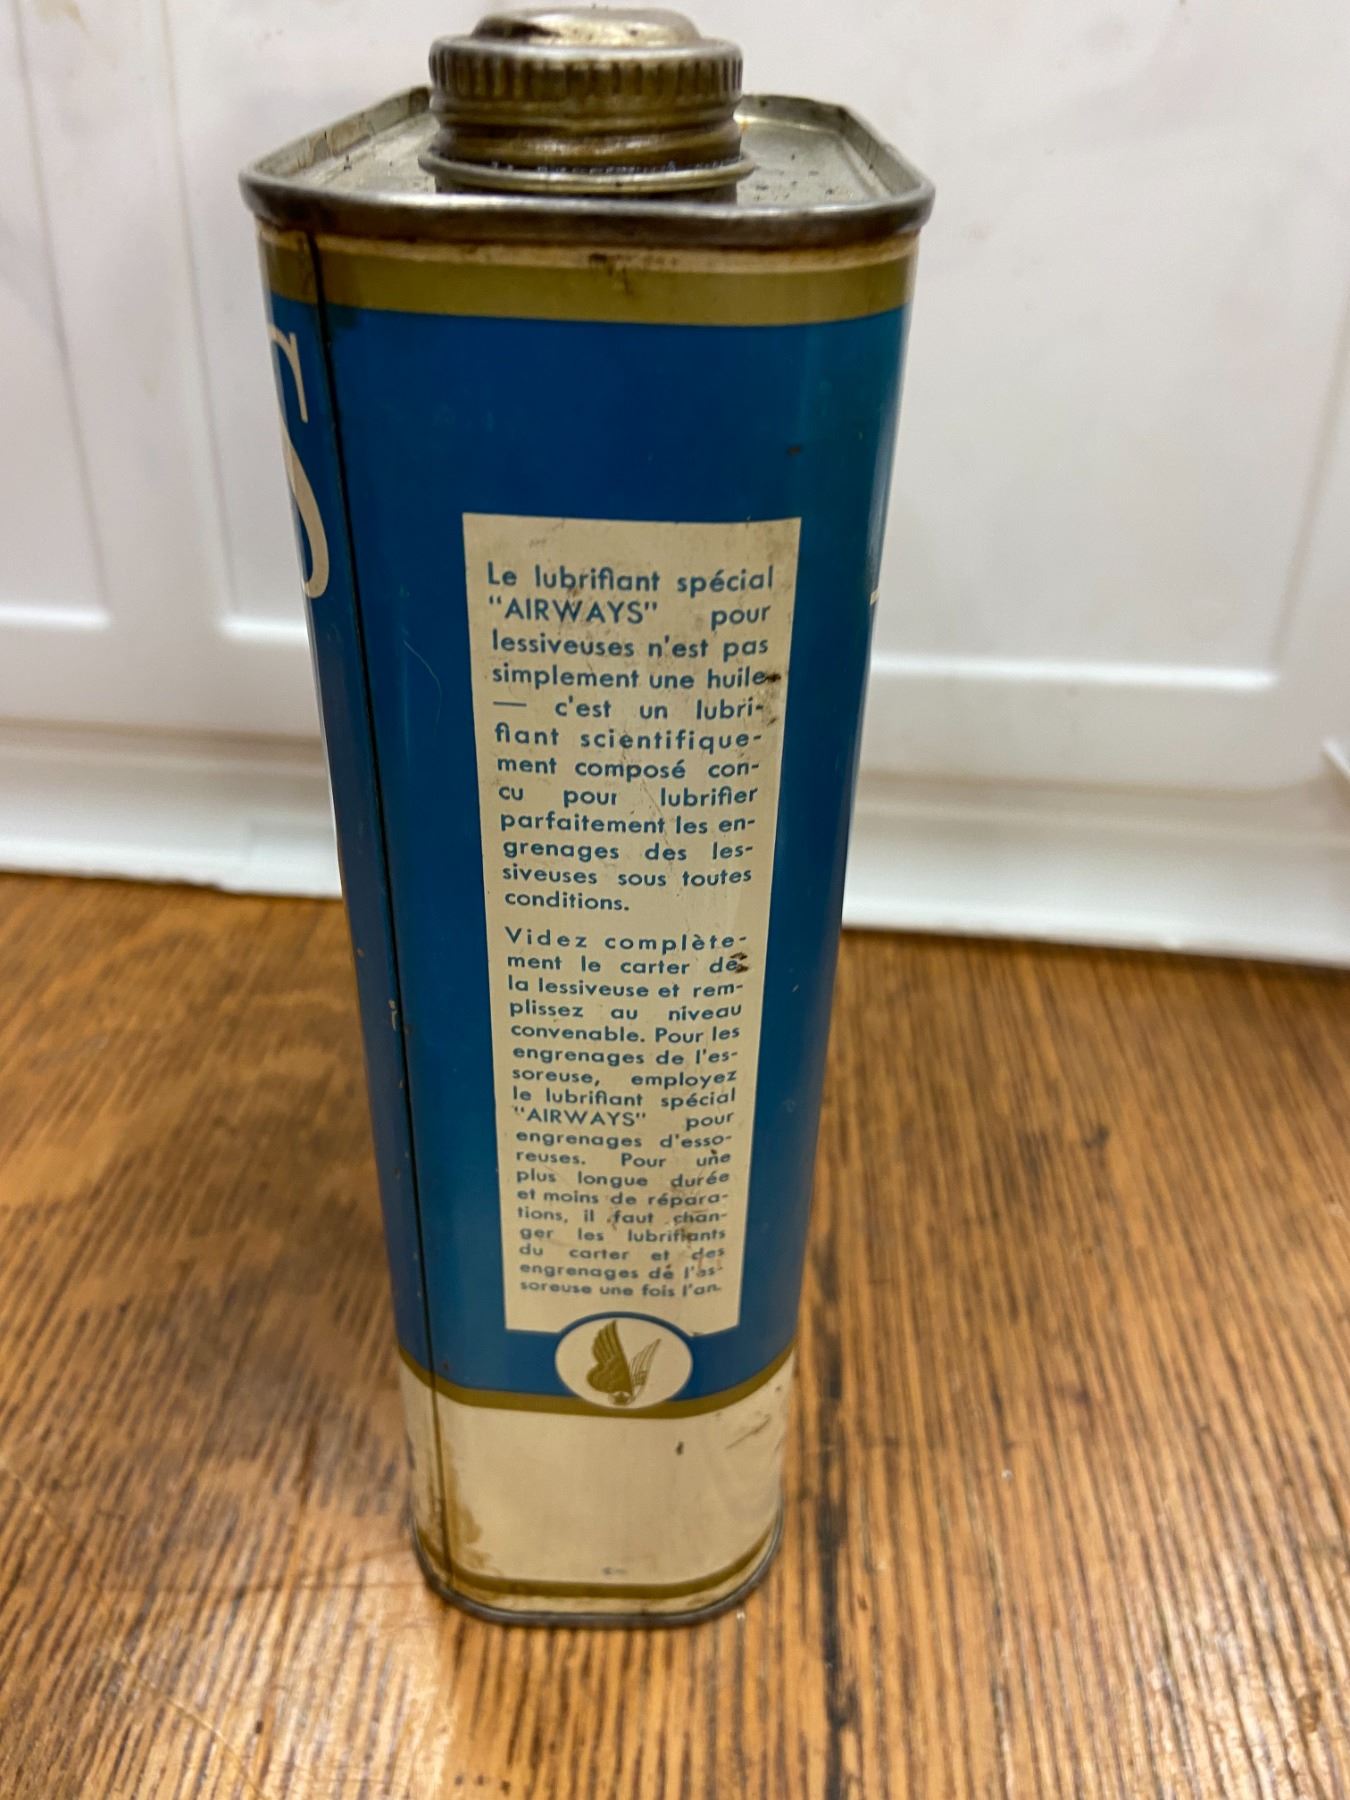 S
Le lubrifiant spécial
"AIRWAYS" pour
lessiveuses n'est pas
simplement une huile
— c'est un lubri-
fiant scientifique-
ment composé con-
cu pour lubrifier
parfaitement les en-
grenages des les-
siveuses sous toutes
conditions.
Videz complète-
ment le carter de
la lessiveuse et rem-
plissez au niveau
convenable. Pour les
engrenages de l'es-
soreuse, employez
le lubrifiant spécial
"AIRWAYS" pour
engrenages d'esso-
reuses. Pour une
plus longue durée
et moins de répara-
tions, il faut chan-
ger les lubrifiants
du carter et des
engrenages de l'es-
soreuse une fois l'an.